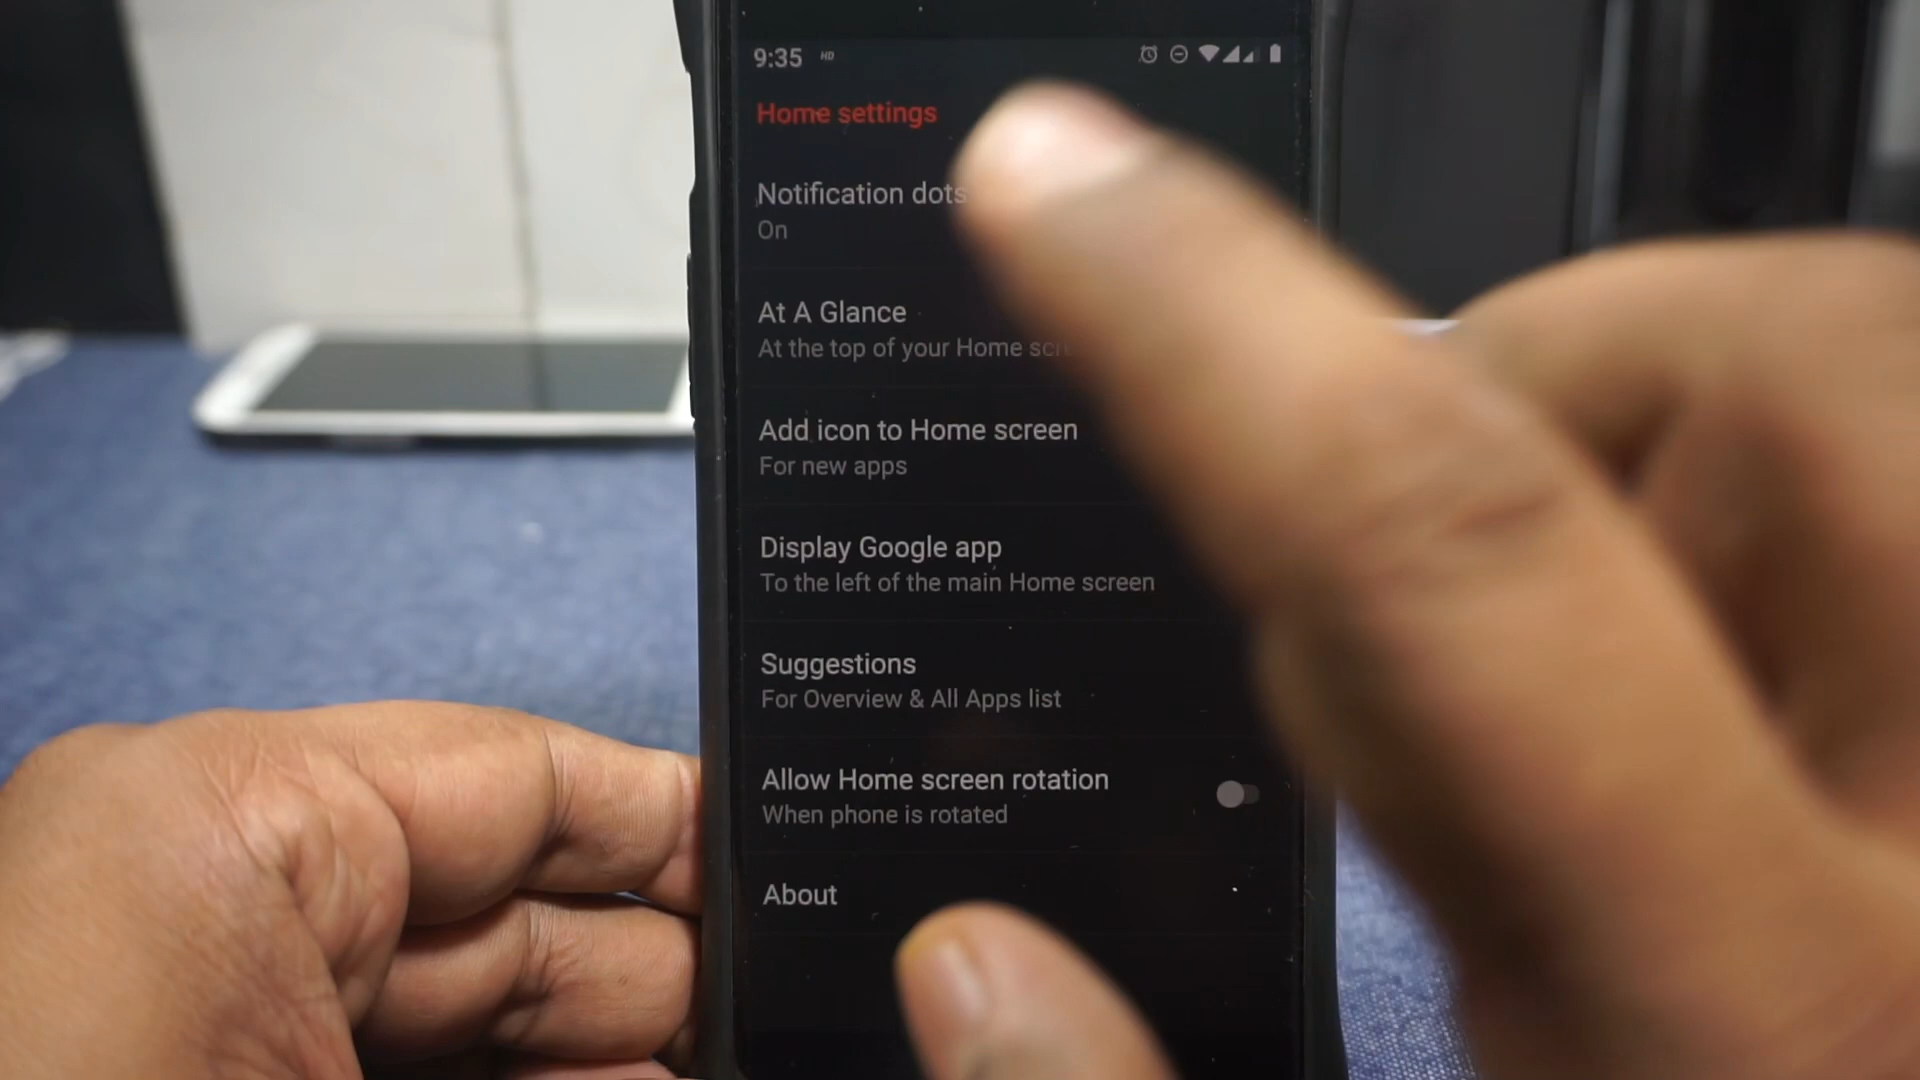 9:35 HD
Home settings
Notification dots
On
At A Glance
At the top of your Home
Add icon to Home screen
For new apps
Display Google app
To the left of the main Home screen
Suggestions
For Overview & All Apps list
Allow Home screen rotation
When phone is rotated
About